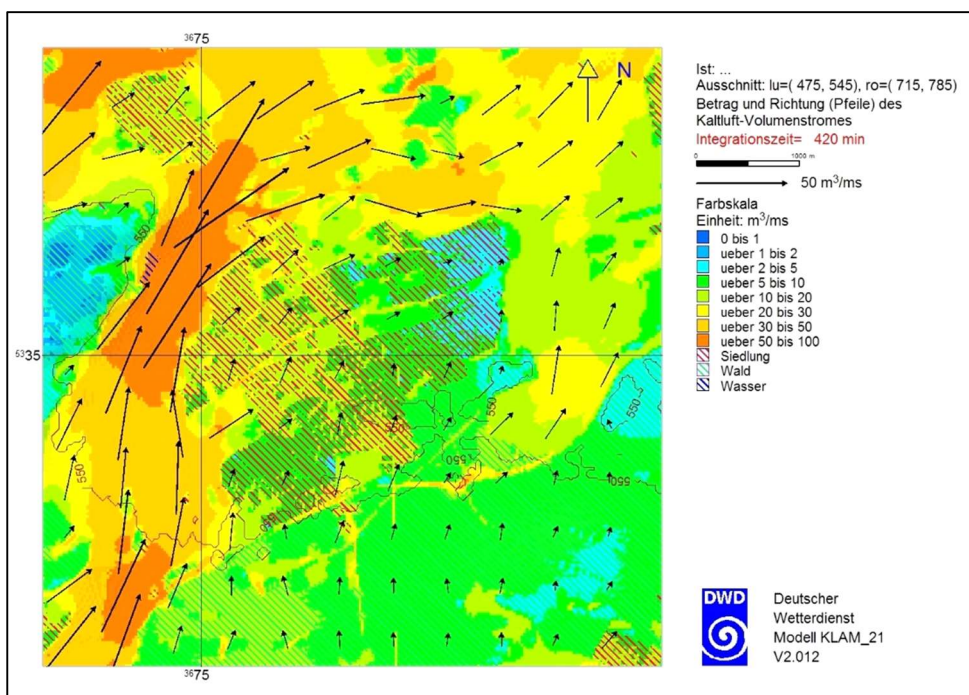 3675
N
Ist: ...
Ausschnitt: lu=( 475, 545), ro=( 715, 785)
Betrag und Richtung (Pfeile) des
Kaltluft-Volumenstromes
Integrationszeit= 420 min
0 1000 m
50 m³/ms
Farbskala
Einheit: m³/ms
0 bis 1
ueber 1 bis 2
ueber 2 bis 5
ueber 5 bis 10
ueber 10 bis 20
ueber 20 bis 30
ueber 30 bis 50
ueber 50 bis 100
Siedlung
Wald
Wasser
550
5335
550
550
550
550
550
550
3675
DWD
Deutscher
Wetterdienst
Modell KLAM_21
V2.012